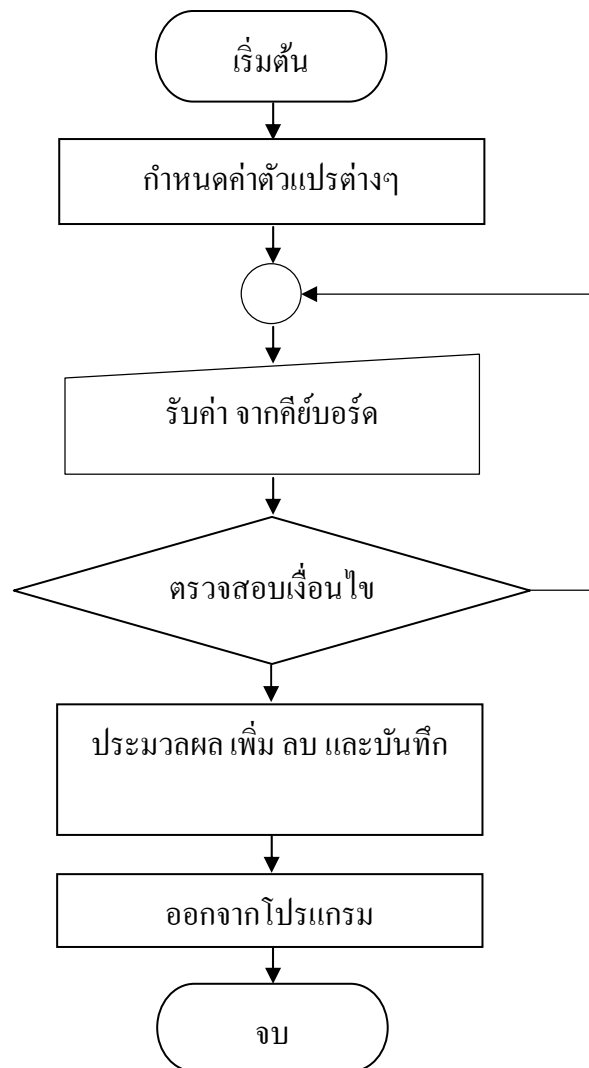 เริ่มต้น
กำหนดค่าตัวแปรต่างๆ
รับค่า จากคีย์บอร์ด
ตรวจสอบเงื่อนไข
ประมวลผล เพิ่ม ลบ และบันทึก
ออกจากโปรแกรม
จบ